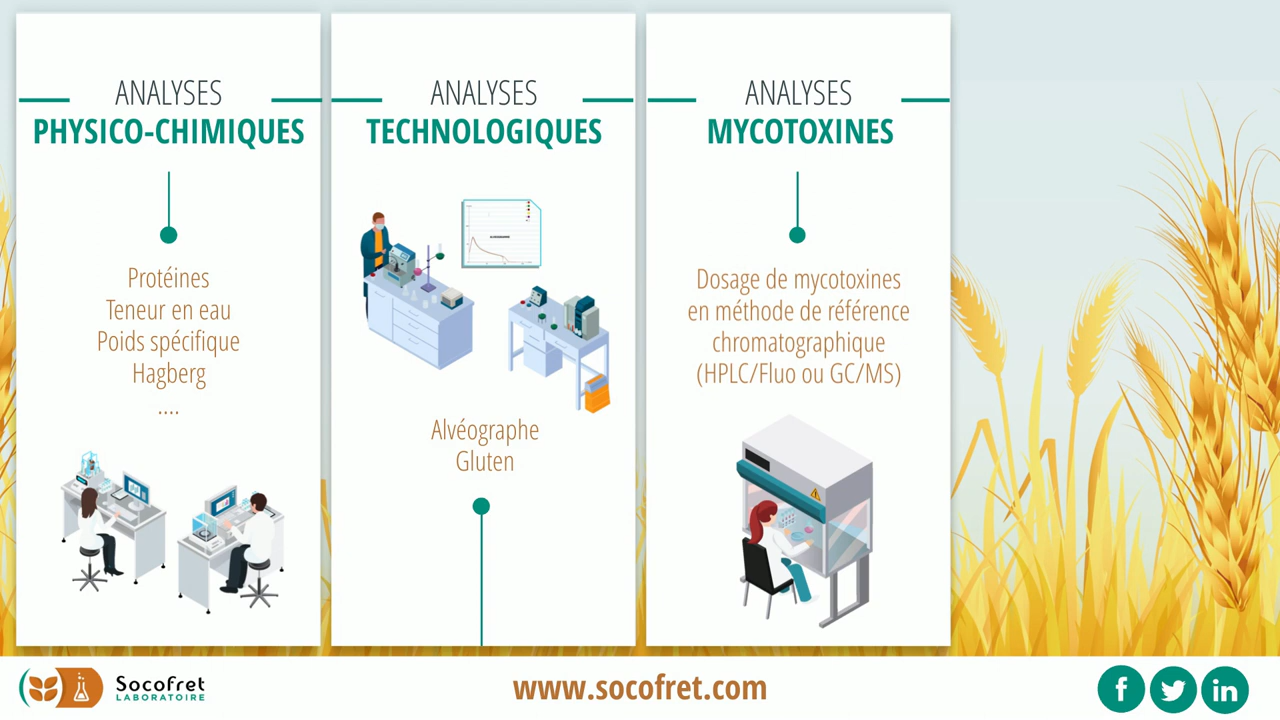 ANALYSES
PHYSICO-CHIMIQUES
Protéines
Teneur en eau
Poids spécifique
Hagberg
....
ANALYSES
TECHNOLOGIQUES
Alvéographe
Gluten
ANALYSES
MYCOTOXINES
Dosage de mycotoxines
en méthode de référence
chromatographique
(HPLC/Fluo ou GC/MS)
Socofret
LABORATOIRE
www.socofret.com